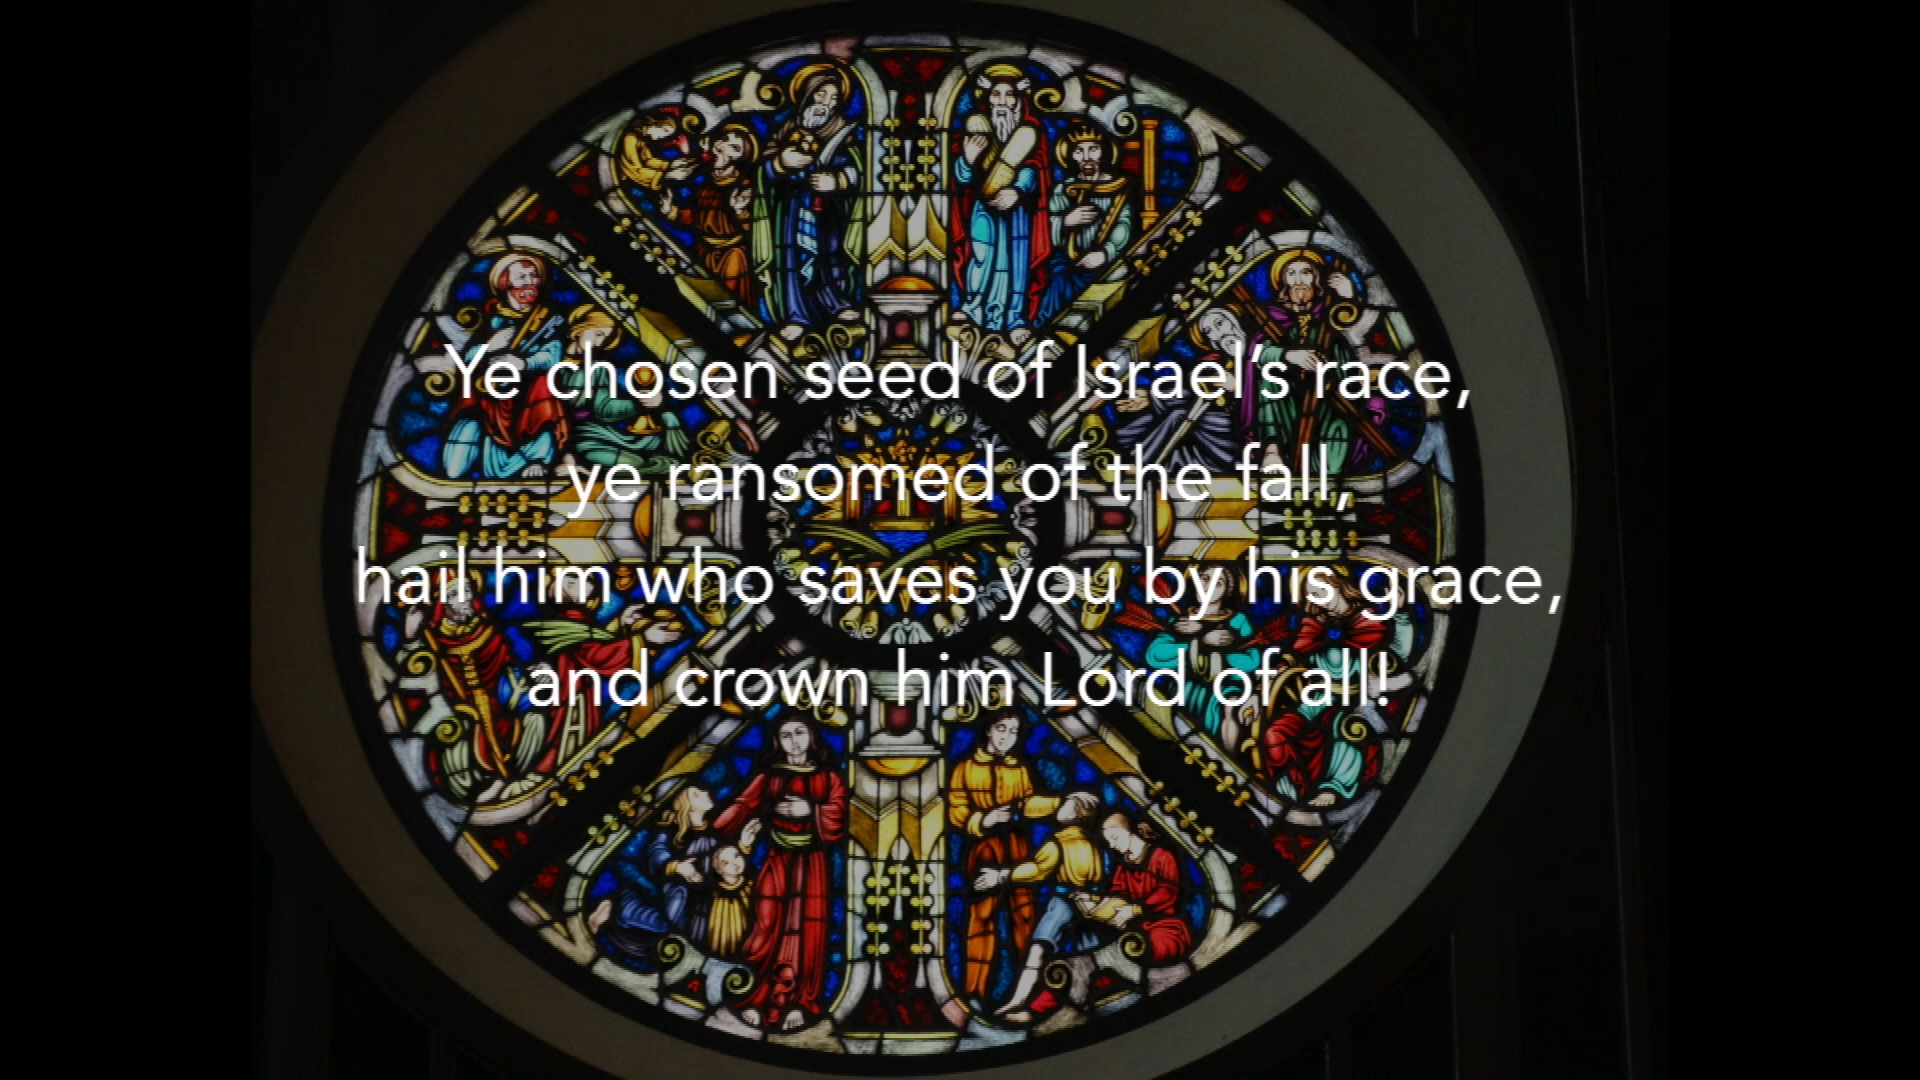 Ye chosen seed of Israel‘s race,
ye ransomed of the fall,
hail him who saves you by his grace,
and crown him Lord of all!